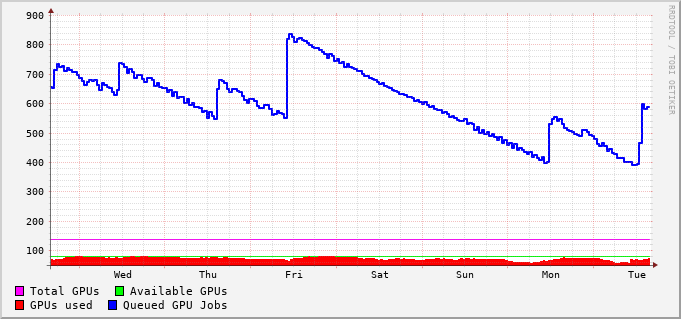 900
800
700
600
500
400
300
200
100
Wed Thu Fri Sat Sun Mon Tue
Total GPUs Available GPUs
GPUs used Queued GPU Jobs
RRDTOOL / TOBI OETIKER